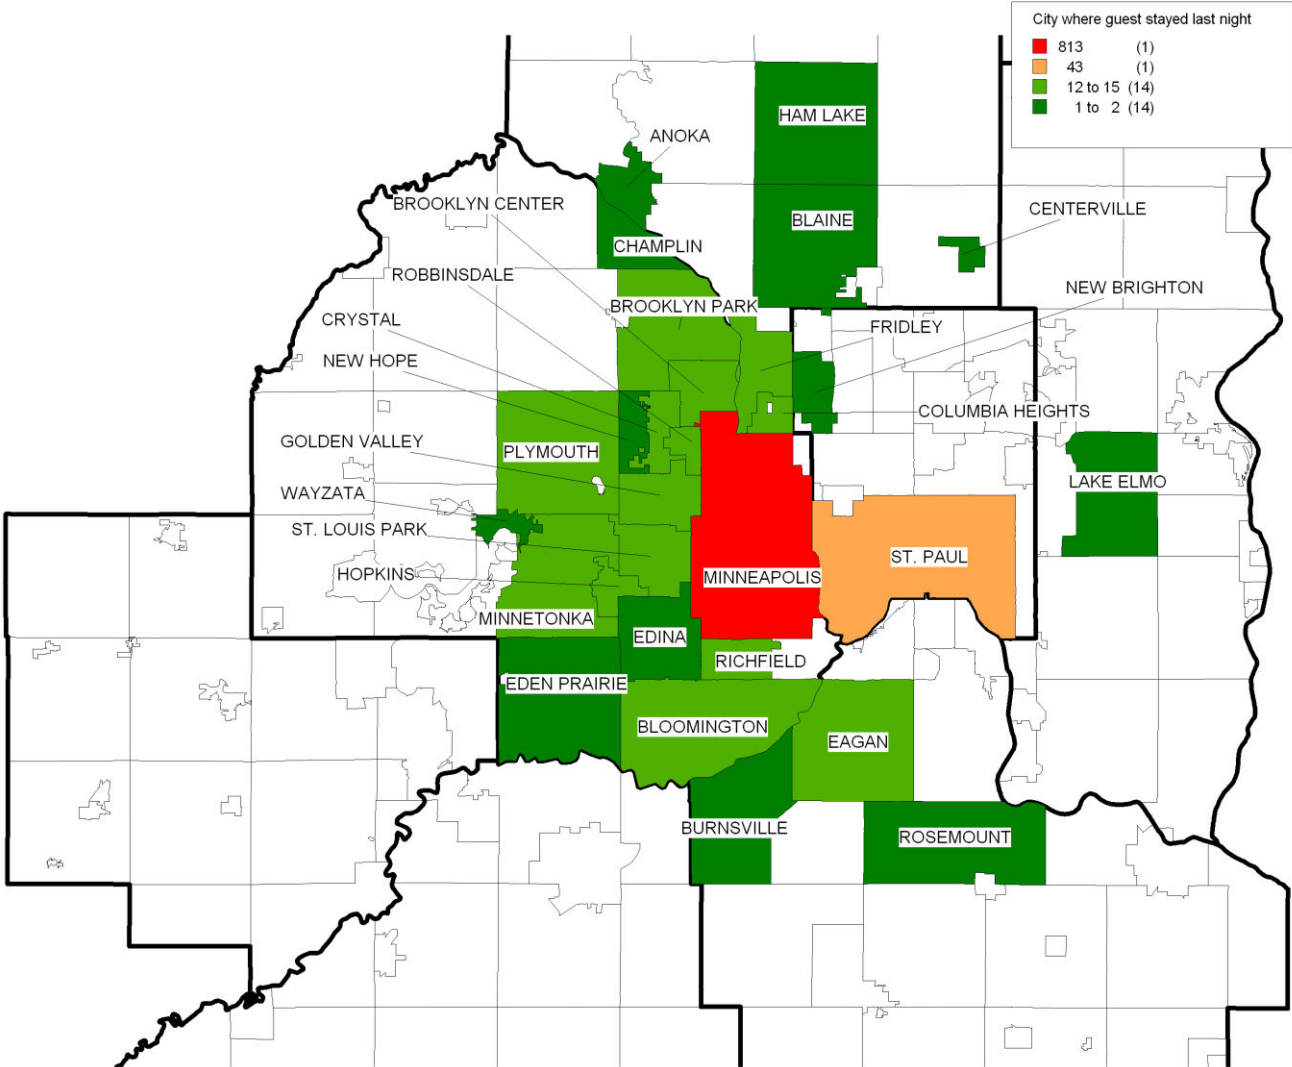 City where guest stayed last night
813 (1)
43 (1)
12 to 15 (14)
1 to 2 (14)
HAM LAKE
ANOKA
BROOKLYN CENTER
CENTERVILLE
BLAINE
CHAMPLIN
ROBBINSDALE
NEW BRIGHTON
BROOKLYN PARK
CRYSTAL
FRIDLEY
NEW HOPE
COLUMBIA HEIGHTS
GOLDEN VALLEY
PLYMOUTH
LAKE ELMO
WAYZATA
ST. LOUIS PARK
ST. PAUL
HOPKINS
MINNEAPOLIS
MINNETONKA
EDINA
RICHFIELD
EDEN PRAIRIE
BLOOMINGTON
EAGAN
BURNSVILLE
ROSEMOUNT